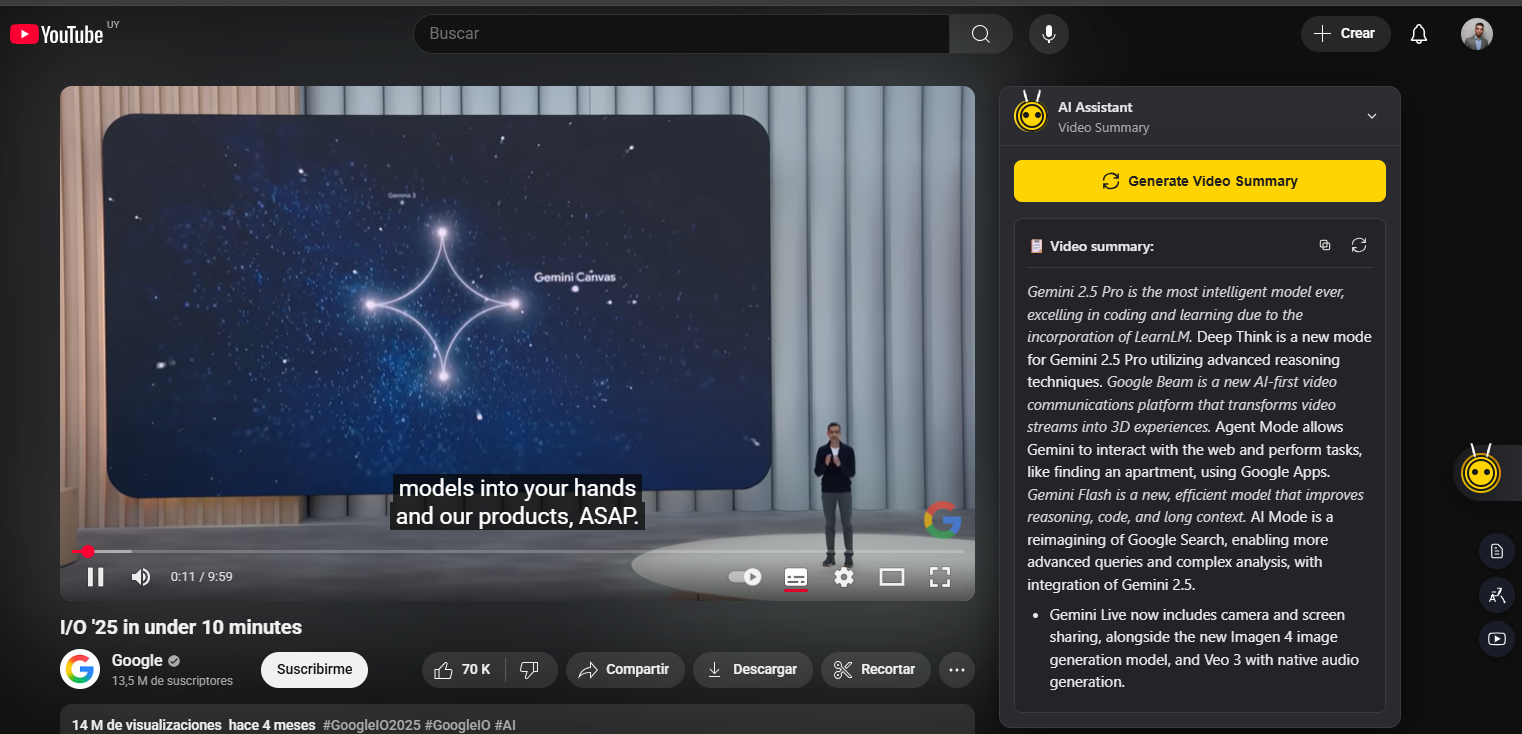 YouTube UY
Buscar
Crear
Gemma 3
Gemini Canvas
models into your hands
and our products, ASAP.
0:11 / 9:59
I/O '25 in under 10 minutes
Google
13,5 M de suscriptores
Suscribirme
70 K
Compartir
Descargar
Recortar
14 M de visualizaciones hace 4 meses #GoogleIO2025 #GoogleIO #AI
AI Assistant
Video Summary
Generate Video Summary
Video summary:
Gemini 2.5 Pro is the most intelligent model ever,
excelling in coding and learning due to the
incorporation of LearnLM. Deep Think is a new mode
for Gemini 2.5 Pro utilizing advanced reasoning
techniques. Google Beam is a new AI-first video
communications platform that transforms video
streams into 3D experiences. Agent Mode allows
Gemini to interact with the web and perform tasks,
like finding an apartment, using Google Apps.
Gemini Flash is a new, efficient model that improves
reasoning, code, and long context. AI Mode is a
reimagining of Google Search, enabling more
advanced queries and complex analysis, with
integration of Gemini 2.5.
• Gemini Live now includes camera and screen
sharing, alongside the new Imagen 4 image
generation model, and Veo 3 with native audio
generation.